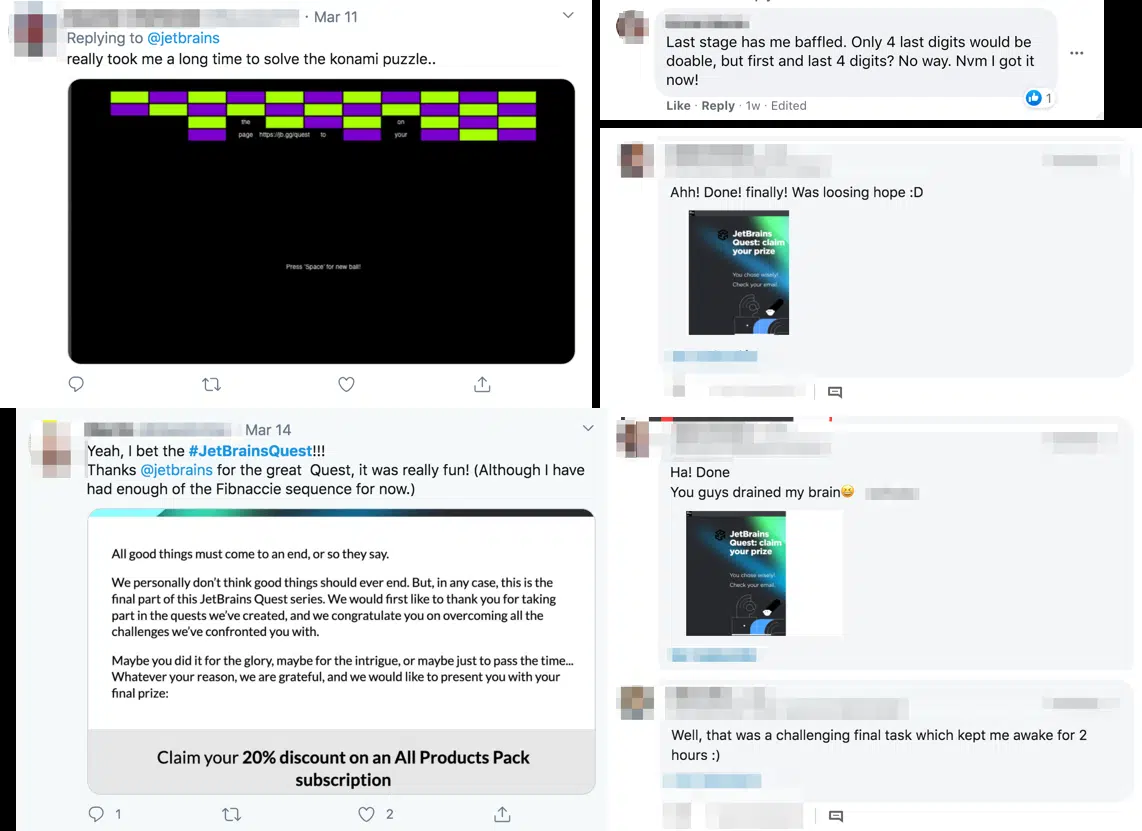 · Mar 11
Replying to @jetbrains
really took me a long time to solve the konami puzzle..
the on
page https://jb.gg/quest to your
Press 'Space' for new ball!
Mar 14
Yeah, I bet the #JetBrainsQuest!!!
Thanks @jetbrains for the great Quest, it was really fun! (Although I have
had enough of the Fibnaccie sequence for now.)
All good things must come to an end, or so they say.
We personally don't think good things should ever end. But, in any case, this is the
final part of this JetBrains Quest series. We would first like to thank you for taking
part in the quests we've created, and we congratulate you on overcoming all the
challenges we've confronted you with.
Maybe you did it for the glory, maybe for the intrigue, or maybe just to pass the time...
Whatever your reason, we are grateful, and we would like to present you with your
final prize:
Claim your 20% discount on an All Products Pack
subscription
1 2
Last stage has me baffled. Only 4 last digits would be
doable, but first and last 4 digits? No way. Nvm I got it
now!
Like · Reply · 1w · Edited
1
Ahh! Done! finally! Was loosing hope :D
JetBrains
Quest: claim
your prize
You chose wisely!
Check your email.
Ha! Done
You guys drained my brain😆
JetBrains
Quest: claim
your prize
You chose wisely!
Check your email.
Well, that was a challenging final task which kept me awake for 2
hours :)